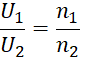 U₁/U₂ = n₁/n₂